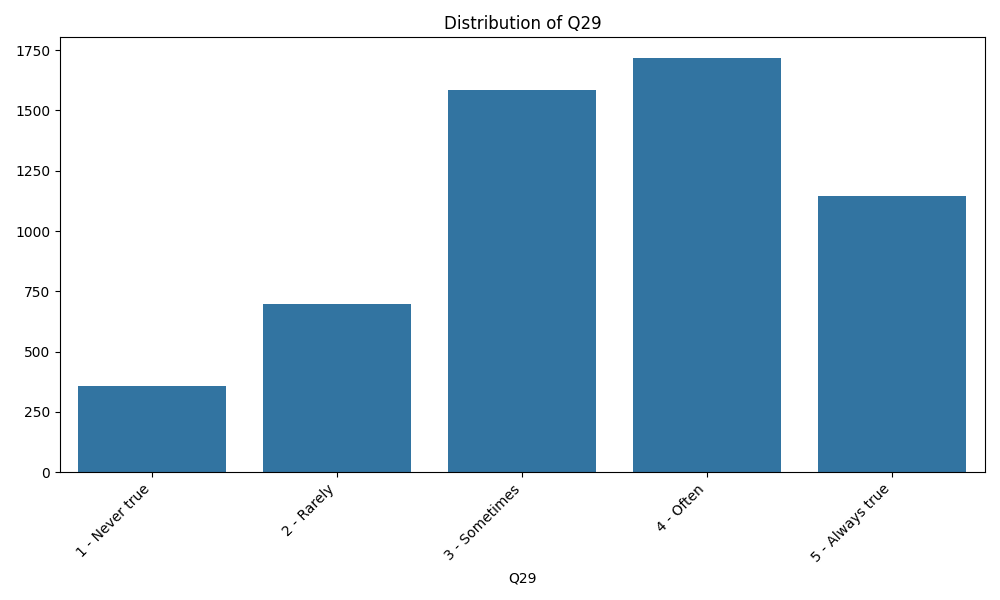 Distribution of Q29
1750
1500
1250
1000
750
500
250
0
1 - Never true
2 - Rarely
3 - Sometimes
4 - Often
5 - Always true
Q29